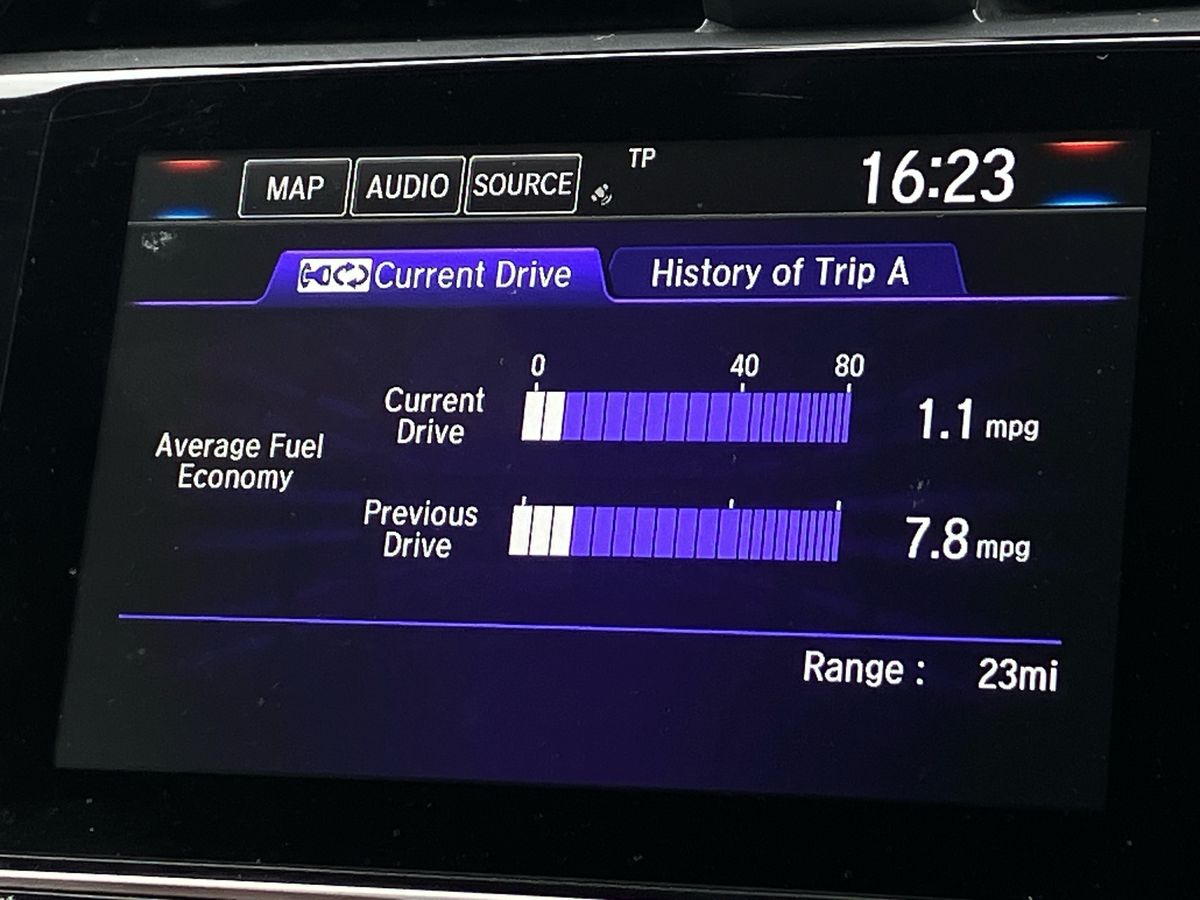 MAP AUDIO SOURCE TP 16:23
Current Drive History of Trip A
0 40 80
Current
Drive
1.1 mpg
Average Fuel
Economy
Previous
Drive
7.8 mpg
Range : 23mi